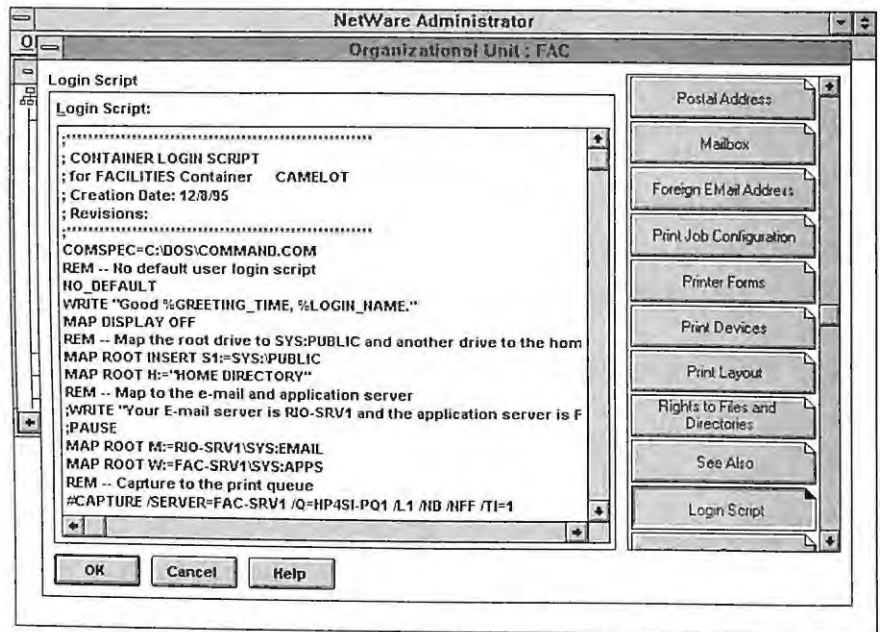 NetWare Administrator
Organizational Unit : FAC
Login Script
Login Script:
;**************************************************
; CONTAINER LOGIN SCRIPT
; for FACILITIES Container CAMELOT
; Creation Date: 12/8/95
; Revisions:
;**************************************************
COMSPEC=C:\DOS\COMMAND.COM
REM -- No default user login script
NO_DEFAULT
WRITE "Good %GREETING_TIME, %LOGIN_NAME."
MAP DISPLAY OFF
REM -- Map the root drive to SYS:PUBLIC and another drive to the hom
MAP ROOT INSERT S1:=SYS:\PUBLIC
MAP ROOT H:="HOME DIRECTORY"
REM -- Map to the e-mail and application server
;WRITE "Your E-mail server is RIO-SRV1 and the application server is F
;PAUSE
MAP ROOT M:=RIO-SRV1\SYS:EMAIL
MAP ROOT W:=FAC-SRV1\SYS:APPS
REM -- Capture to the print queue
#CAPTURE /SERVER=FAC-SRV1 /Q=HP4SI-PQ1 /L1 /NB /NFF /TI=1
OK
Cancel
Help
Postal Address
Mailbox
Foreign EMail Address
Print Job Configuration
Printer Forms
Print Devices
Print Layout
Rights to Files and
Directories
See Also
Login Script